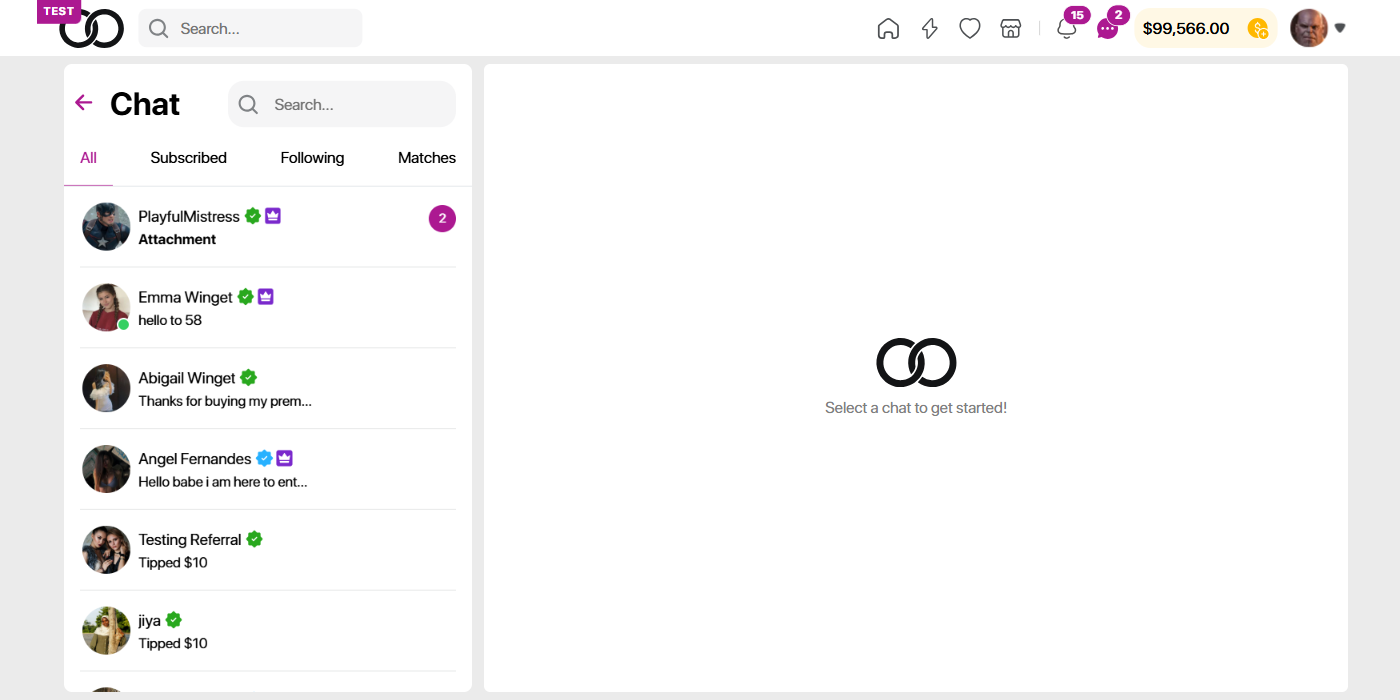 TEST
Search...
15
2
$99,566.00
Chat
Search...
All Subscribed Following Matches
PlayfulMistress
2
Attachment
Emma Winget
hello to 58
Abigail Winget
Thanks for buying my prem...
Angel Fernandes
Hello babe i am here to ent...
Testing Referral
Tipped $10
jiya
Tipped $10
Select a chat to get started!